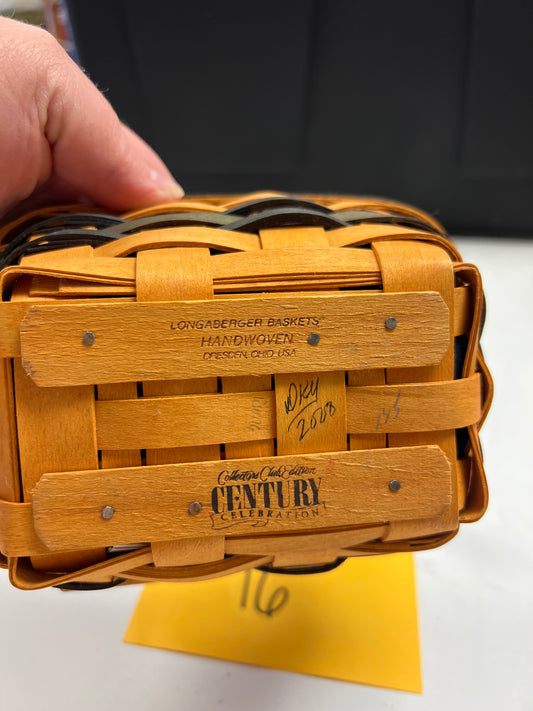 LONGABERGER BASKETS®
HANDWOVEN
DRESDEN, OHIO USA
2008
Collectors Club Edition
CENTURY
CELEBRATION
16